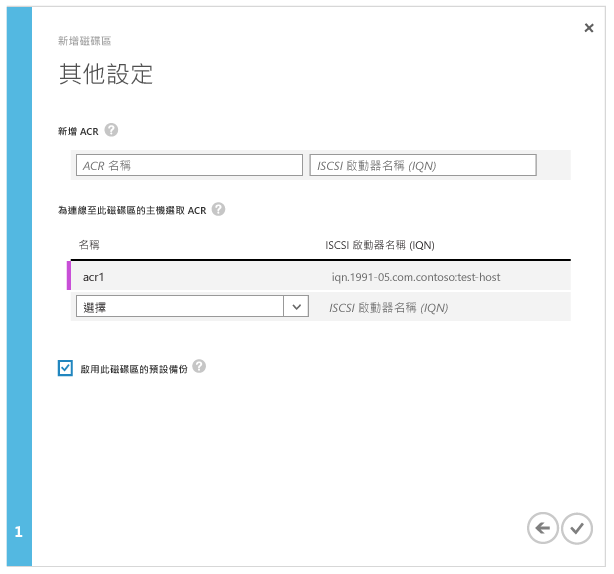 新增磁碟區
其他設定
新增 ACR ?
ACR 名稱 ISCSI 啟動器名稱 (IQN)
為連線至此磁碟區的主機選取 ACR ?
名稱 ISCSI 啟動器名稱 (IQN)
acr1 iqn.1991-05.com.contoso:test-host
選擇 ISCSI 啟動器名稱 (IQN)
啟用此磁碟區的預設備份 ?
1